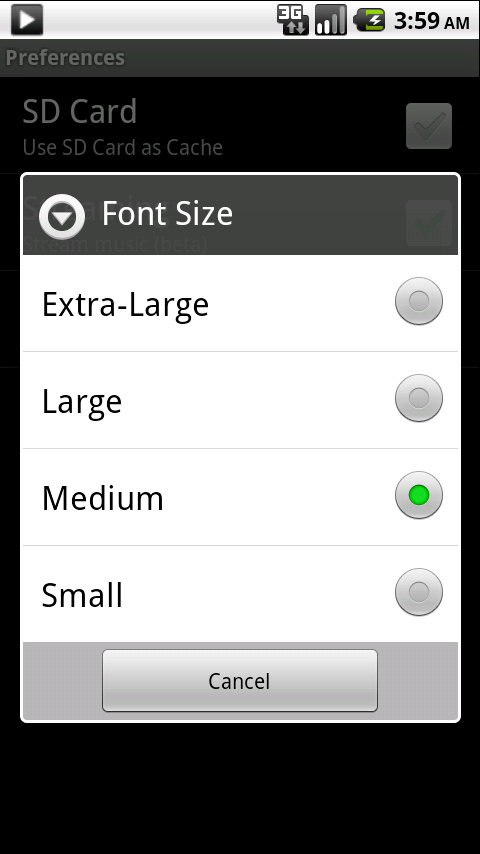 3G 3:59 AM
Preferences
SD Card
Use SD Card as Cache
Font Size
Stream music (beta)
Extra-Large
Large
Medium
Small
Cancel